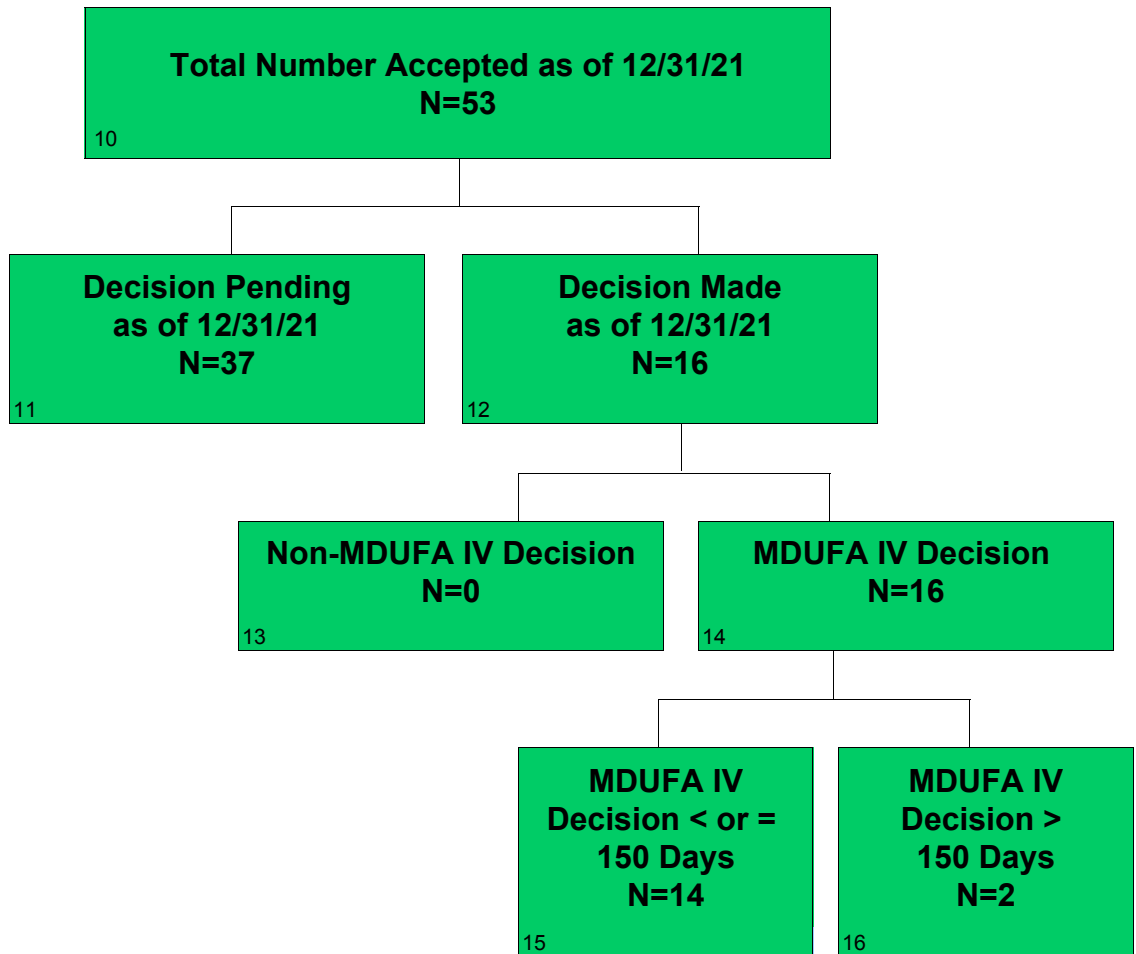 Total Number Accepted as of 12/31/21
N=53
10
Decision Pending
as of 12/31/21
N=37
11
Decision Made
as of 12/31/21
N=16
12
Non-MDUFA IV Decision
N=0
13
MDUFA IV Decision
N=16
14
MDUFA IV
Decision < or =
150 Days
N=14
15
MDUFA IV
Decision >
150 Days
N=2
16